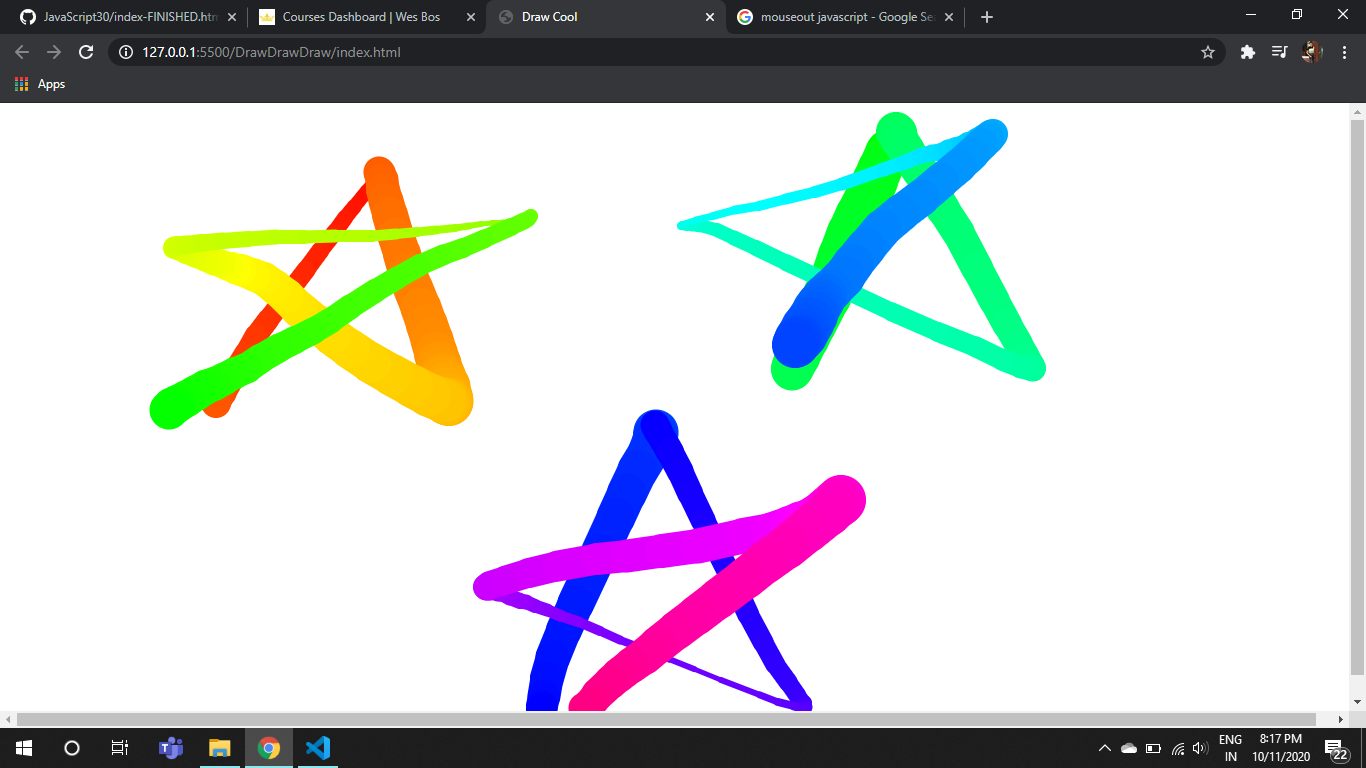 JavaScript30/index-FINISHED.htm
Courses Dashboard | Wes Bos
Draw Cool
mouseout javascript - Google Sea
127.0.0.1:5500/DrawDrawDraw/index.html
Apps
ENG
IN
8:17 PM
10/11/2020
22